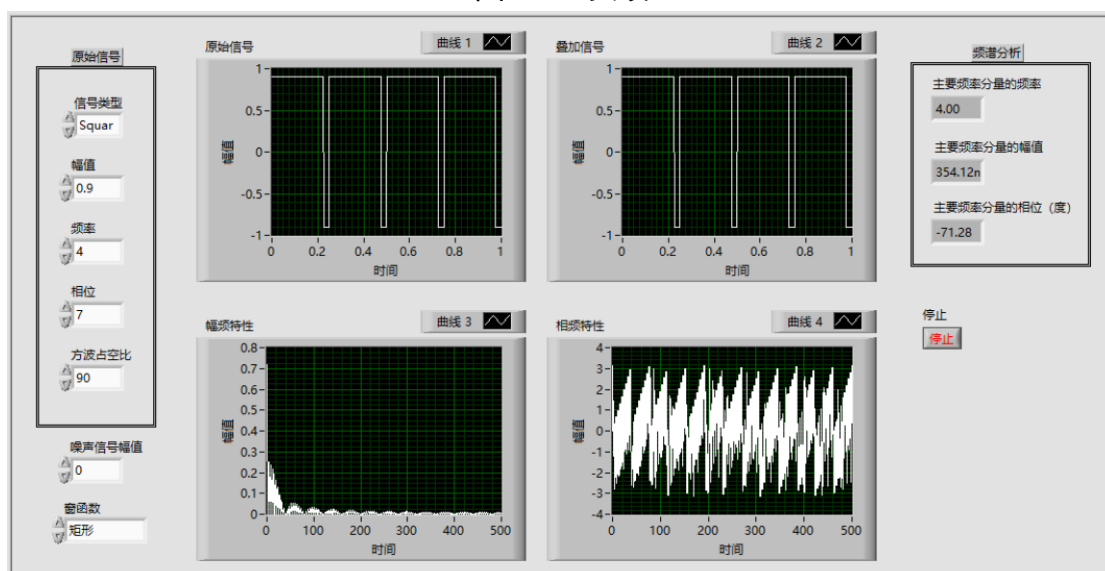 原始信号
信号类型
Squar
幅值
0.9
频率
4
相位
7
方波占空比
90
噪声信号幅值
0
窗函数
矩形
原始信号
曲线 1
1
0.5
0
-0.5
-1
幅值
0 0.2 0.4 0.6 0.8 1
时间
叠加信号
曲线 2
1
0.5
0
-0.5
-1
幅值
0 0.2 0.4 0.6 0.8 1
时间
幅频特性
曲线 3
0.8
0.7
0.6
0.5
0.4
0.3
0.2
0.1
0
幅值
0 100 200 300 400 500
时间
相频特性
曲线 4
4
3
2
1
0
-1
-2
-3
-4
幅值
0 100 200 300 400 500
时间
频谱分析
主要频率分量的频率
4.00
主要频率分量的幅值
354.12n
主要频率分量的相位（度）
-71.28
停止
停止